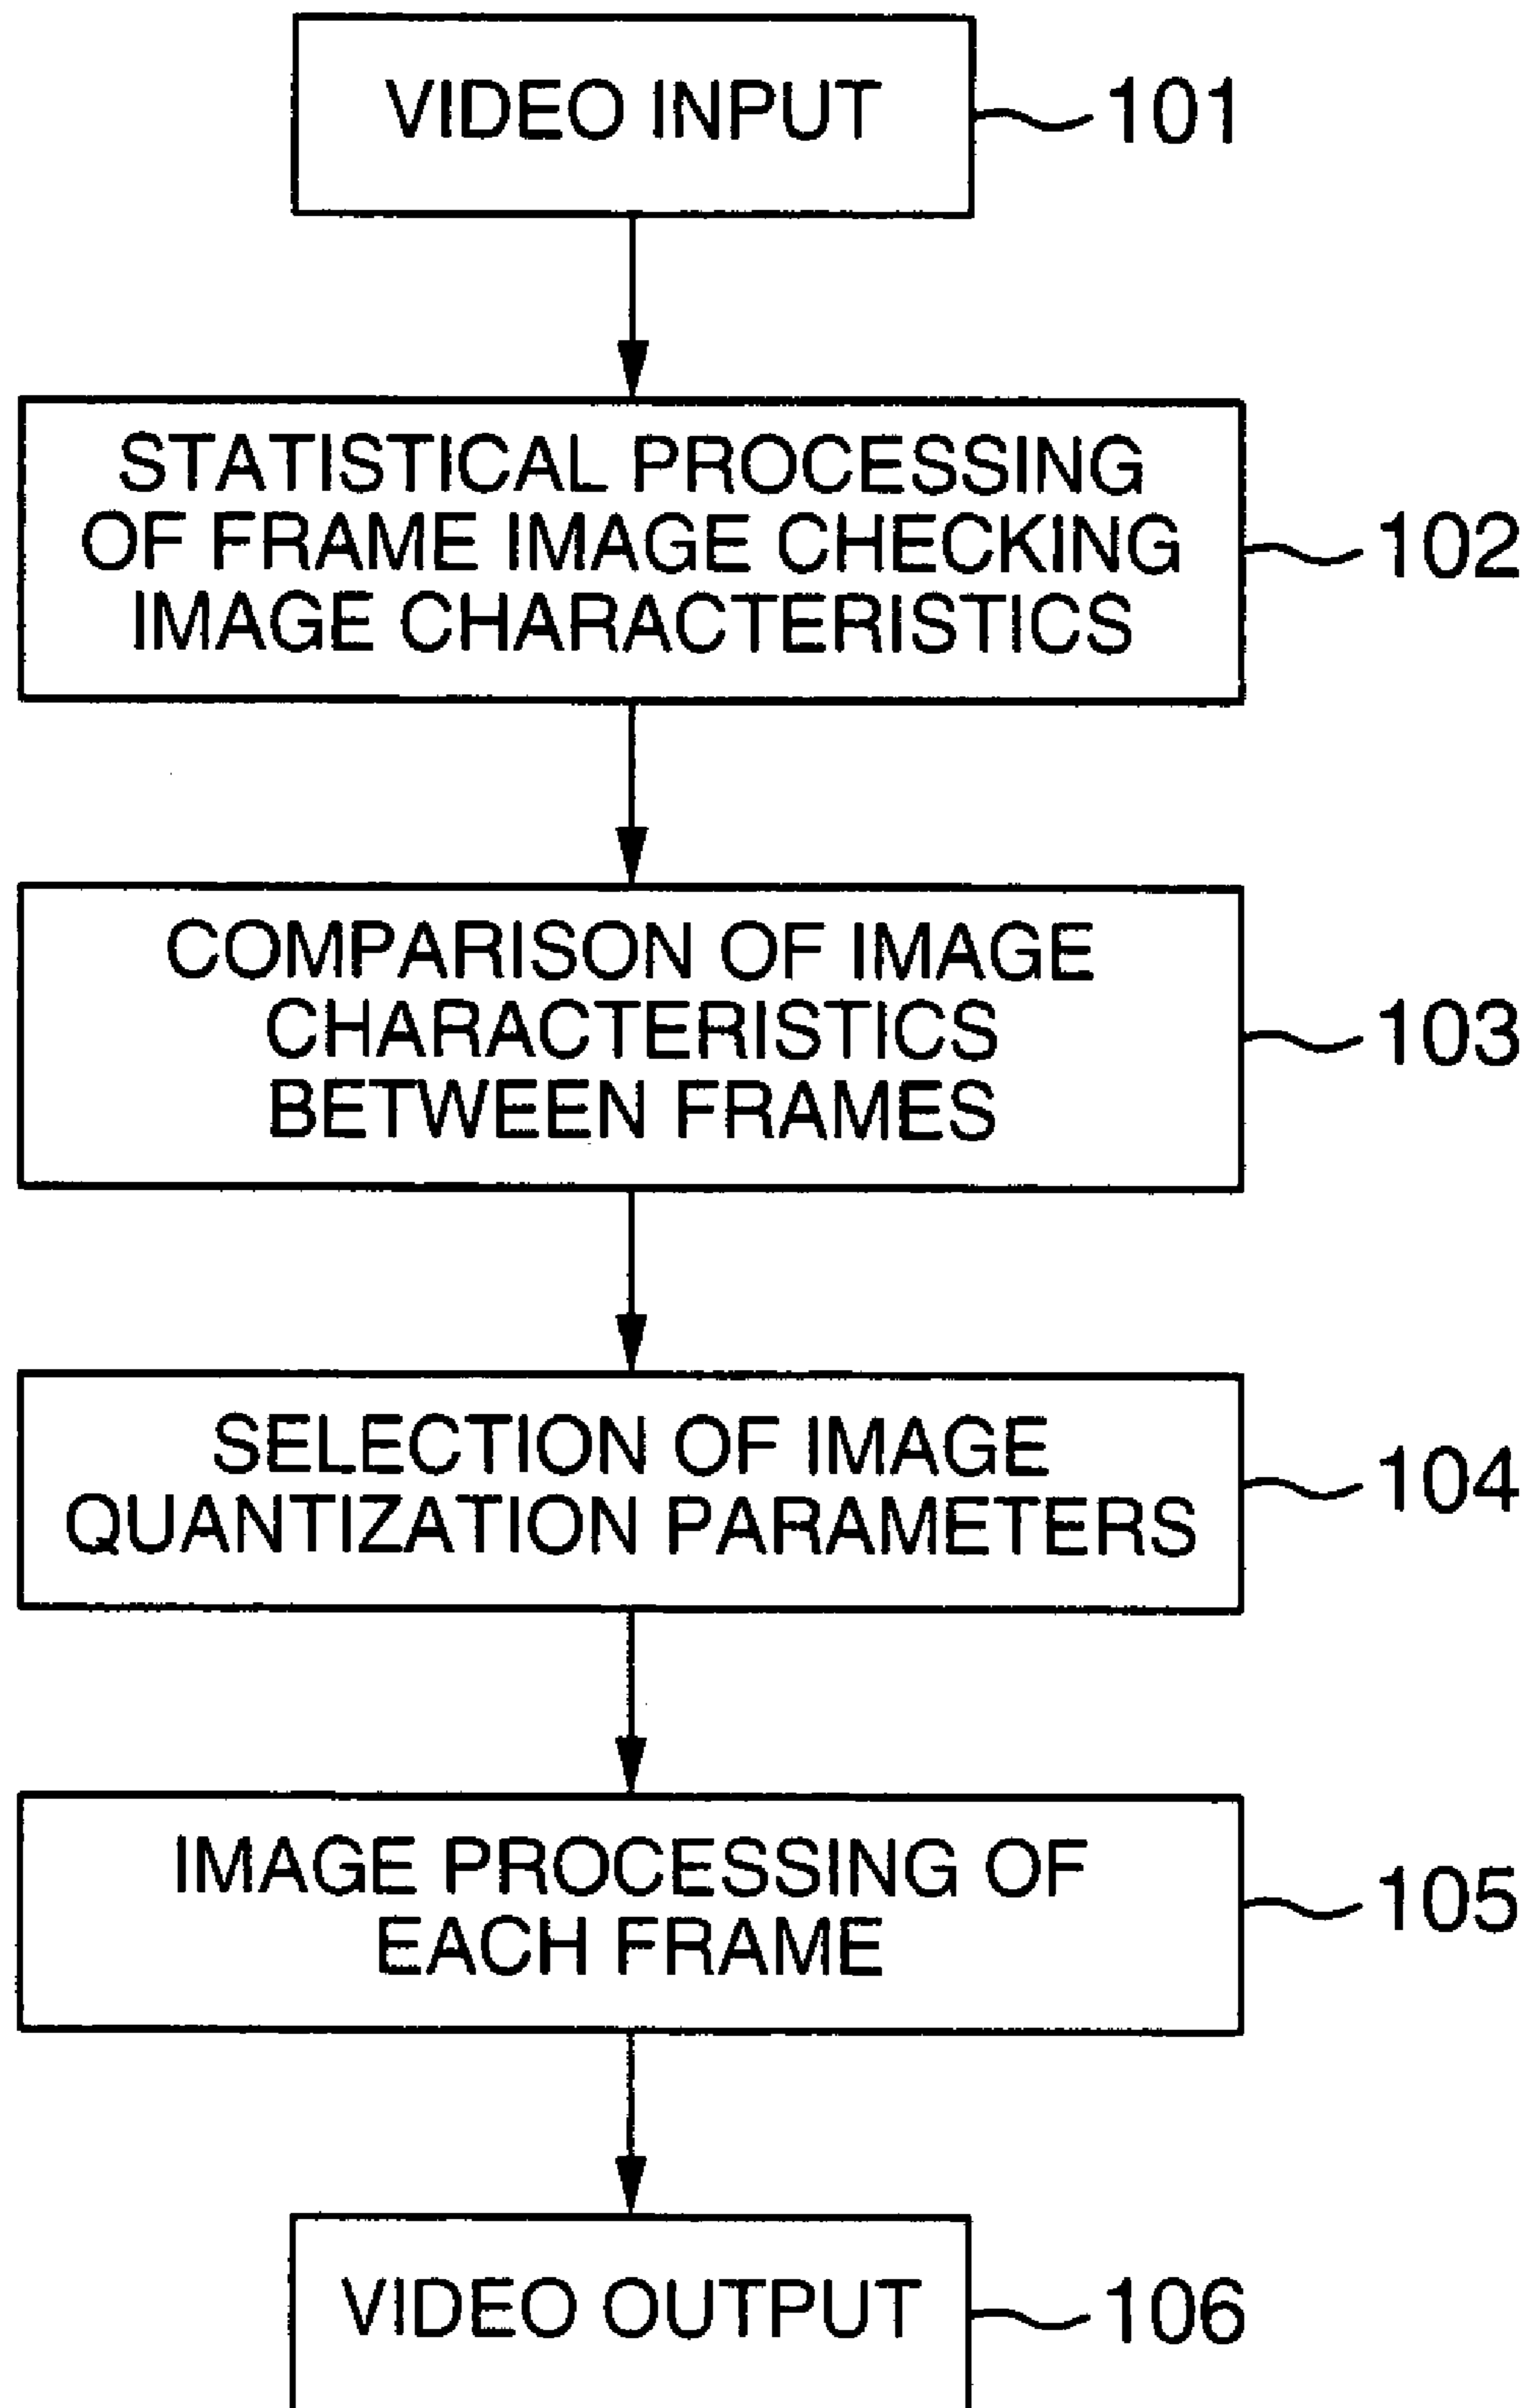 VIDEO INPUT
101
STATISTICAL PROCESSING
OF FRAME IMAGE CHECKING
IMAGE CHARACTERISTICS
102
COMPARISON OF IMAGE
CHARACTERISTICS
BETWEEN FRAMES
103
SELECTION OF IMAGE
QUANTIZATION PARAMETERS
104
IMAGE PROCESSING OF
EACH FRAME
105
VIDEO OUTPUT
106